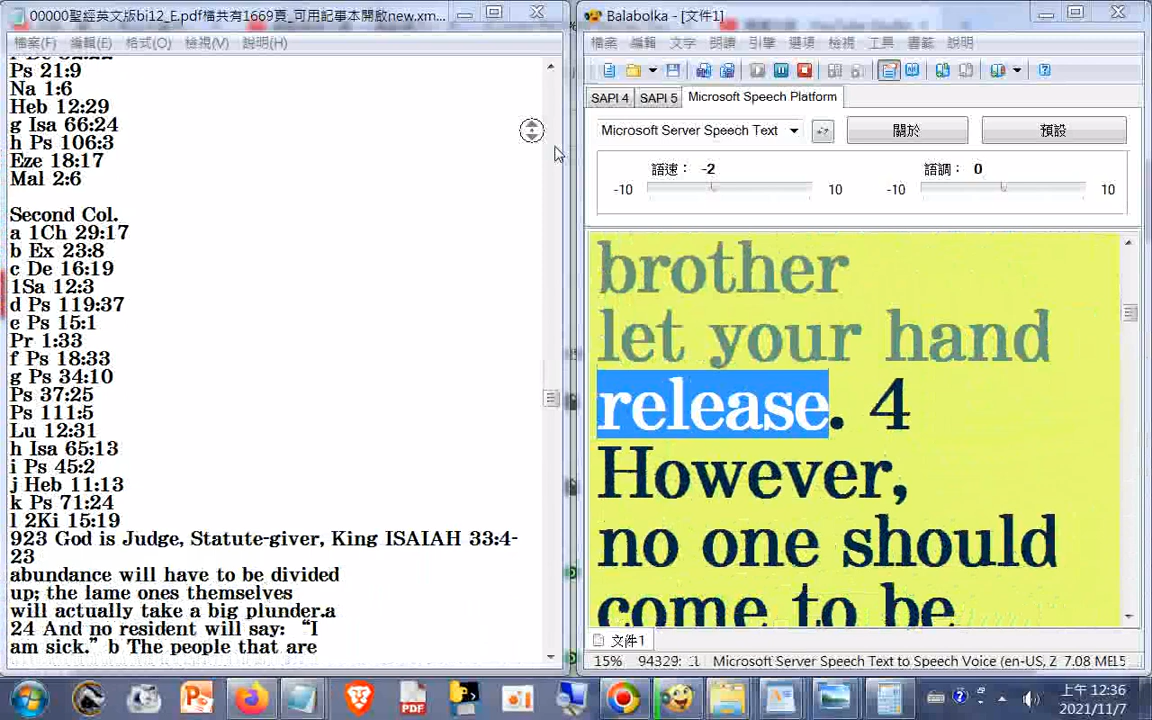 00000聖經英文版bi12_E.pdf檔共有1669頁_可用記事本開啟new.xm...
檔案(F) 編輯(E) 格式(O) 檢視(V) 說明(H)
Ps 21:9
Na 1:6
Heb 12:29
g Isa 66:24
h Ps 106:3
Eze 18:17
Mal 2:6
Second Col.
a 1Ch 29:17
b Ex 23:8
c De 16:19
1Sa 12:3
d Ps 119:37
e Ps 15:1
Pr 1:33
f Ps 18:33
g Ps 34:10
Ps 37:25
Ps 111:5
Lu 12:31
h Isa 65:13
i Ps 45:2
j Heb 11:13
k Ps 71:24
l 2Ki 15:19
923 God is Judge, Statute-giver, King ISAIAH 33:4-
23
abundance will have to be divided
up; the lame ones themselves
will actually take a big plunder.a
24 And no resident will say: “I
am sick.” b The people that are
Balabolka - [文件1]
檔案 編輯 文字 朗讀 引擎 選項 檢視 工具 書籤 說明
SAPI 4 SAPI 5 Microsoft Speech Platform
Microsoft Server Speech Text 關於 預設
語速： -2 語調： 0
-10 10 -10 10
brother
let your hand
release. 4
However,
no one should
come to be
文件1
15% 94329: Microsoft Server Speech Text to Speech Voice (en-US, Z 7.08 ME
PDF
上午 12:36
2021/11/7